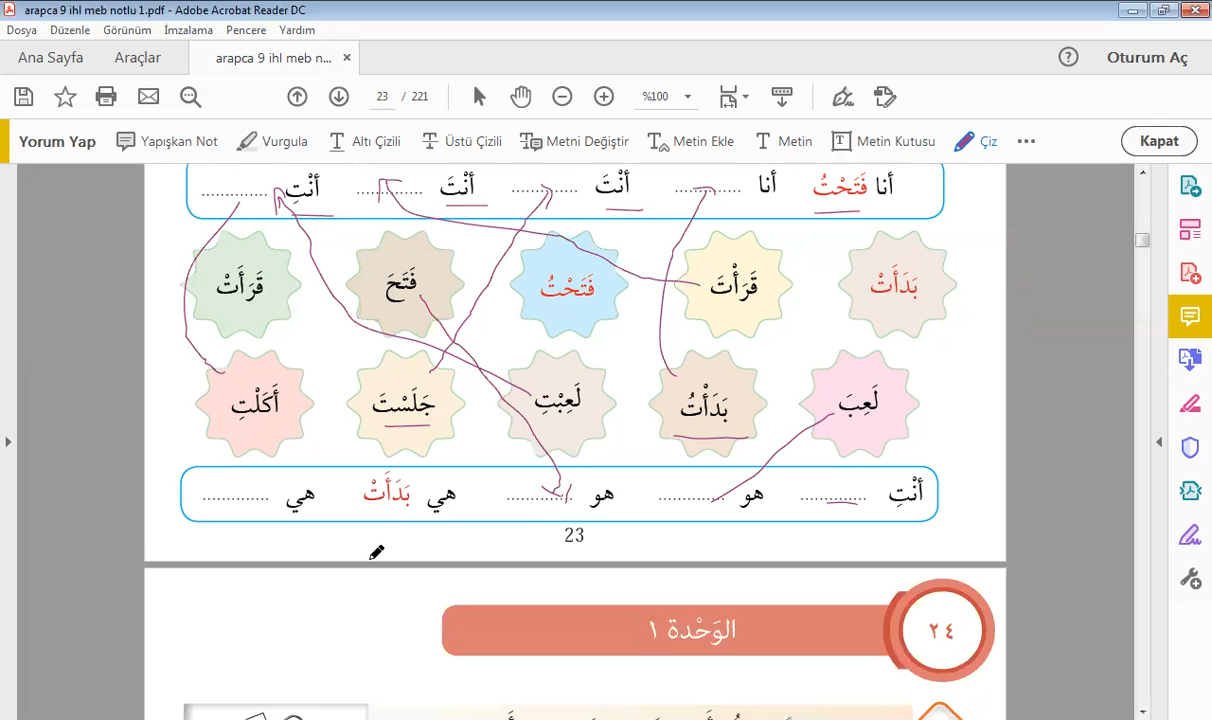 arapca 9 ihl meb notlu 1.pdf - Adobe Acrobat Reader DC
Dosya Düzenle Görünüm İmzalama Pencere Yardım
Ana Sayfa Araçlar arapca 9 ihl meb n... × Oturum Aç
23 / 221 %100
Yorum Yap Yapışkan Not Vurgula Altı Çizili Üstü Çizili Metni Değiştir Metin Ekle Metin Metin Kutusu Çiz Kapat
أنا فَتَحْتُ أنا ............. أنْتَ ............. أنْتَ ............. أنْتِ .............
بَدَأَتْ قَرَأْتَ فَتَحْتُ فَتَحَ قَرَأَتْ
لَعِبَ بَدَأْتُ لَعِبْتِ جَلَسْتَ أَكَلْتِ
أنْتِ ............. هو ............. هو ............. هي بَدَأَتْ هي .............
23
٢٤ الوَحْدة ١